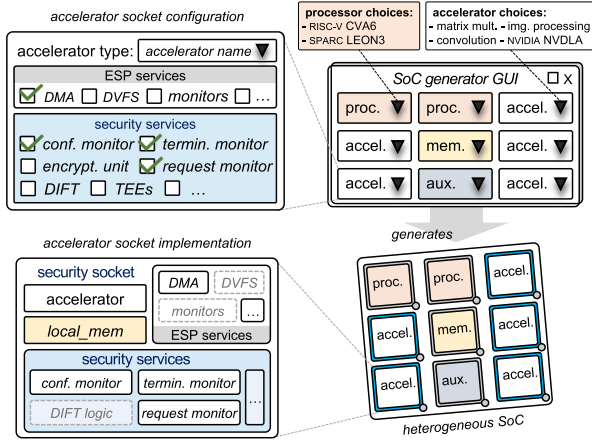 accelerator socket configuration
accelerator type: accelerator name
ESP services
DMA DVFS monitors ...
security services
conf. monitor termin. monitor
encrypt. unit request monitor
DIFT TEEs ...
processor choices:
- RISC-V CVA6
- SPARC LEON3
accelerator choices:
- matrix mult. - img. processing
- convolution - NVIDIA NVDLA
SoC generator GUI X
proc. proc. accel.
accel. mem. accel.
accel. aux. accel.
generates
accelerator socket implementation
security socket
accelerator
local_mem
DMA DVFS
monitors ...
ESP services
security services
conf. monitor termin. monitor ...
DIFT logic request monitor
proc. proc. accel.
accel. mem. accel.
accel. aux. accel.
heterogeneous SoC